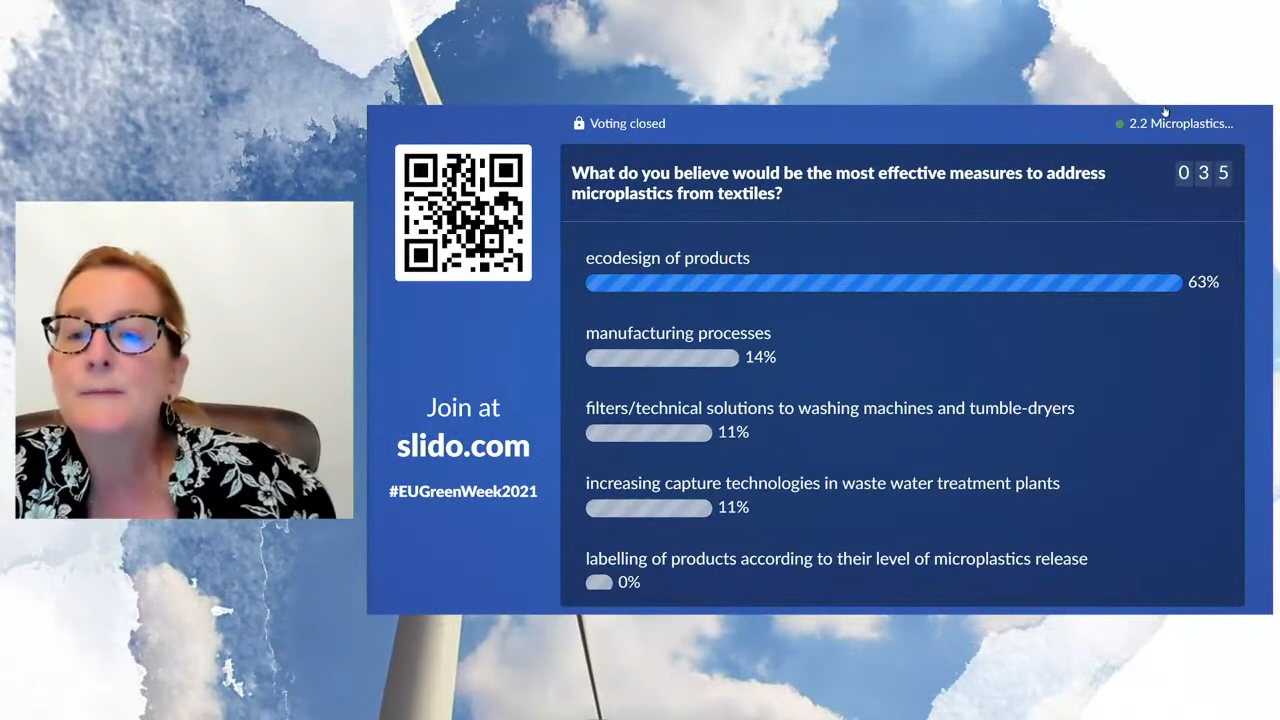 Voting closed
2.2 Microplastics...
What do you believe would be the most effective measures to address
microplastics from textiles?
0 3 5
ecodesign of products
63%
manufacturing processes
14%
filters/technical solutions to washing machines and tumble-dryers
11%
increasing capture technologies in waste water treatment plants
11%
labelling of products according to their level of microplastics release
0%
Join at
slido.com
#EUGreenWeek2021